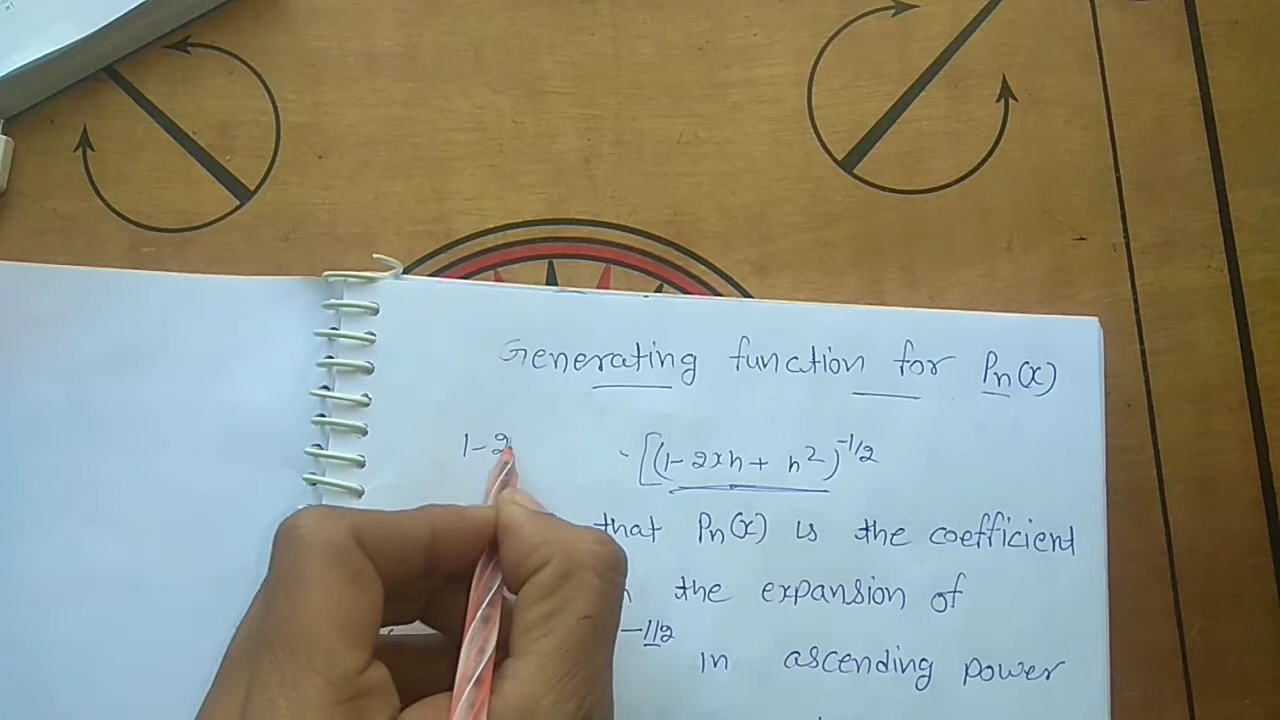 Generating function for Pn(x)
1-2 [(1-2xh+h²)^-1/2
that Pn(x) is the coefficient
the expansion of
-1/2 in ascending power